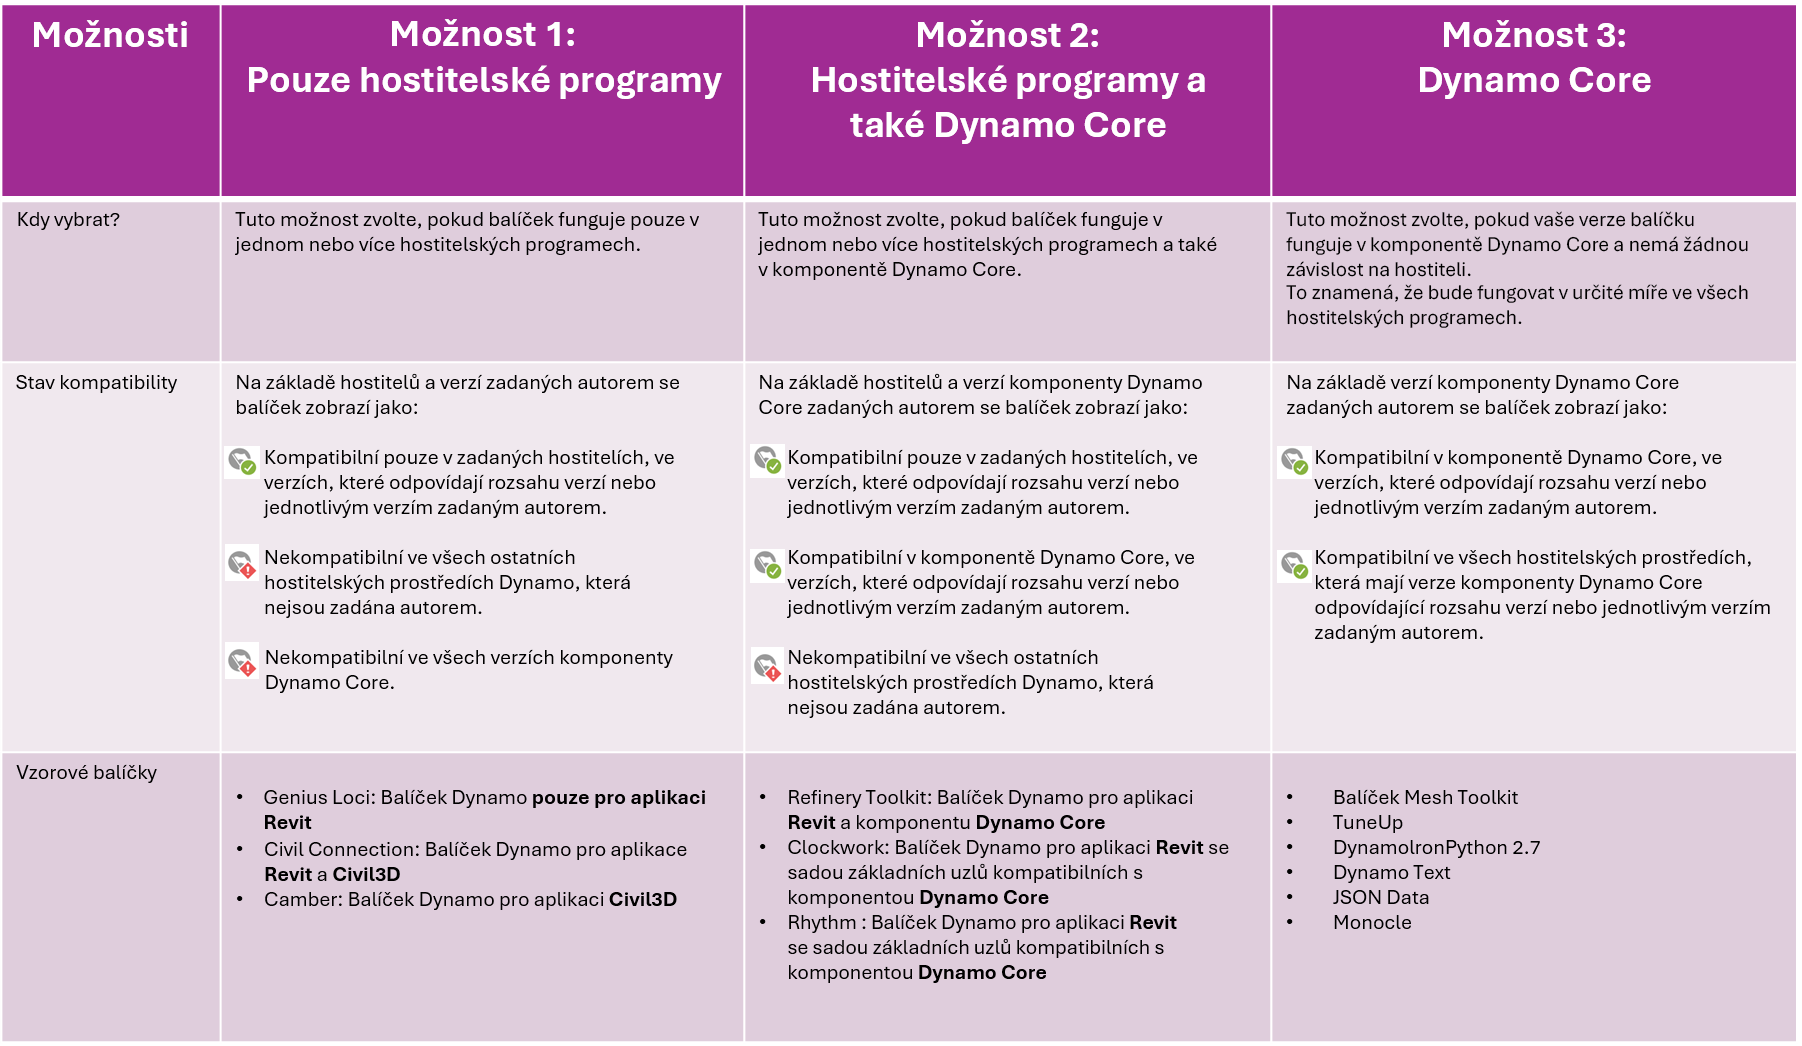 Možnosti
Možnost 1:
Pouze hostitelské programy
Možnost 2:
Hostitelské programy a
také Dynamo Core
Možnost 3:
Dynamo Core
Kdy vybrat?
Tuto možnost zvolte, pokud balíček funguje pouze v
jednom nebo více hostitelských programech.
Tuto možnost zvolte, pokud balíček funguje v
jednom nebo více hostitelských programech a také
v komponentě Dynamo Core.
Tuto možnost zvolte, pokud vaše verze balíčku
funguje v komponentě Dynamo Core a nemá žádnou
závislost na hostiteli.
To znamená, že bude fungovat v určité míře ve všech
hostitelských programech.
Stav kompatibility
Na základě hostitelů a verzí zadaných autorem se
balíček zobrazí jako:
Kompatibilní pouze v zadaných hostitelích, ve
verzích, které odpovídají rozsahu verzí nebo
jednotlivým verzím zadaným autorem.
Nekompatibilní ve všech ostatních
hostitelských prostředích Dynamo, která
nejsou zadána autorem.
Nekompatibilní ve všech verzích komponenty
Dynamo Core.
Na základě hostitelů a verzí komponenty Dynamo
Core zadaných autorem se balíček zobrazí jako:
Kompatibilní pouze v zadaných hostitelích, ve
verzích, které odpovídají rozsahu verzí nebo
jednotlivým verzím zadaným autorem.
Kompatibilní v komponentě Dynamo Core, ve
verzích, které odpovídají rozsahu verzí nebo
jednotlivým verzím zadaným autorem.
Nekompatibilní ve všech ostatních
hostitelských prostředích Dynamo, která
nejsou zadána autorem.
Na základě verzí komponenty Dynamo Core
zadaných autorem se balíček zobrazí jako:
Kompatibilní v komponentě Dynamo Core, ve
verzích, které odpovídají rozsahu verzí nebo
jednotlivým verzím zadaným autorem.
Kompatibilní ve všech hostitelských prostředích,
která mají verze komponenty Dynamo Core
odpovídající rozsahu verzí nebo jednotlivým verzím
zadaným autorem.
Vzorové balíčky
• Genius Loci: Balíček Dynamo pouze pro aplikaci
Revit
• Civil Connection: Balíček Dynamo pro aplikace
Revit a Civil3D
• Camber: Balíček Dynamo pro aplikaci Civil3D
• Refinery Toolkit: Balíček Dynamo pro aplikaci
Revit a komponentu Dynamo Core
• Clockwork: Balíček Dynamo pro aplikaci Revit se
sadou základních uzlů kompatibilních s
komponentou Dynamo Core
• Rhythm : Balíček Dynamo pro aplikaci Revit
se sadou základních uzlů kompatibilních s
komponentou Dynamo Core
• Balíček Mesh Toolkit
• TuneUp
• DynamoIronPython 2.7
• Dynamo Text
• JSON Data
• Monocle